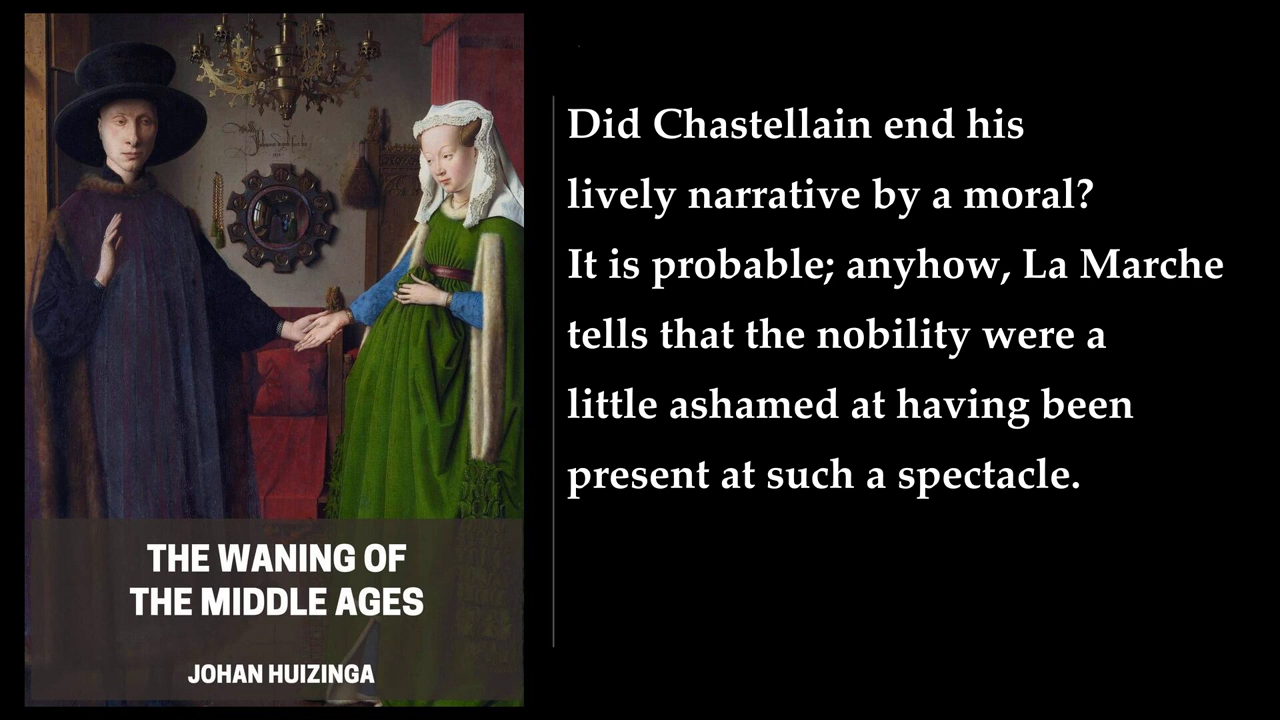 THE WANING OF
THE MIDDLE AGES
JOHAN HUIZINGA
Did Chastellain end his
lively narrative by a moral?
It is probable; anyhow, La Marche
tells that the nobility were a
little ashamed at having been
present at such a spectacle.